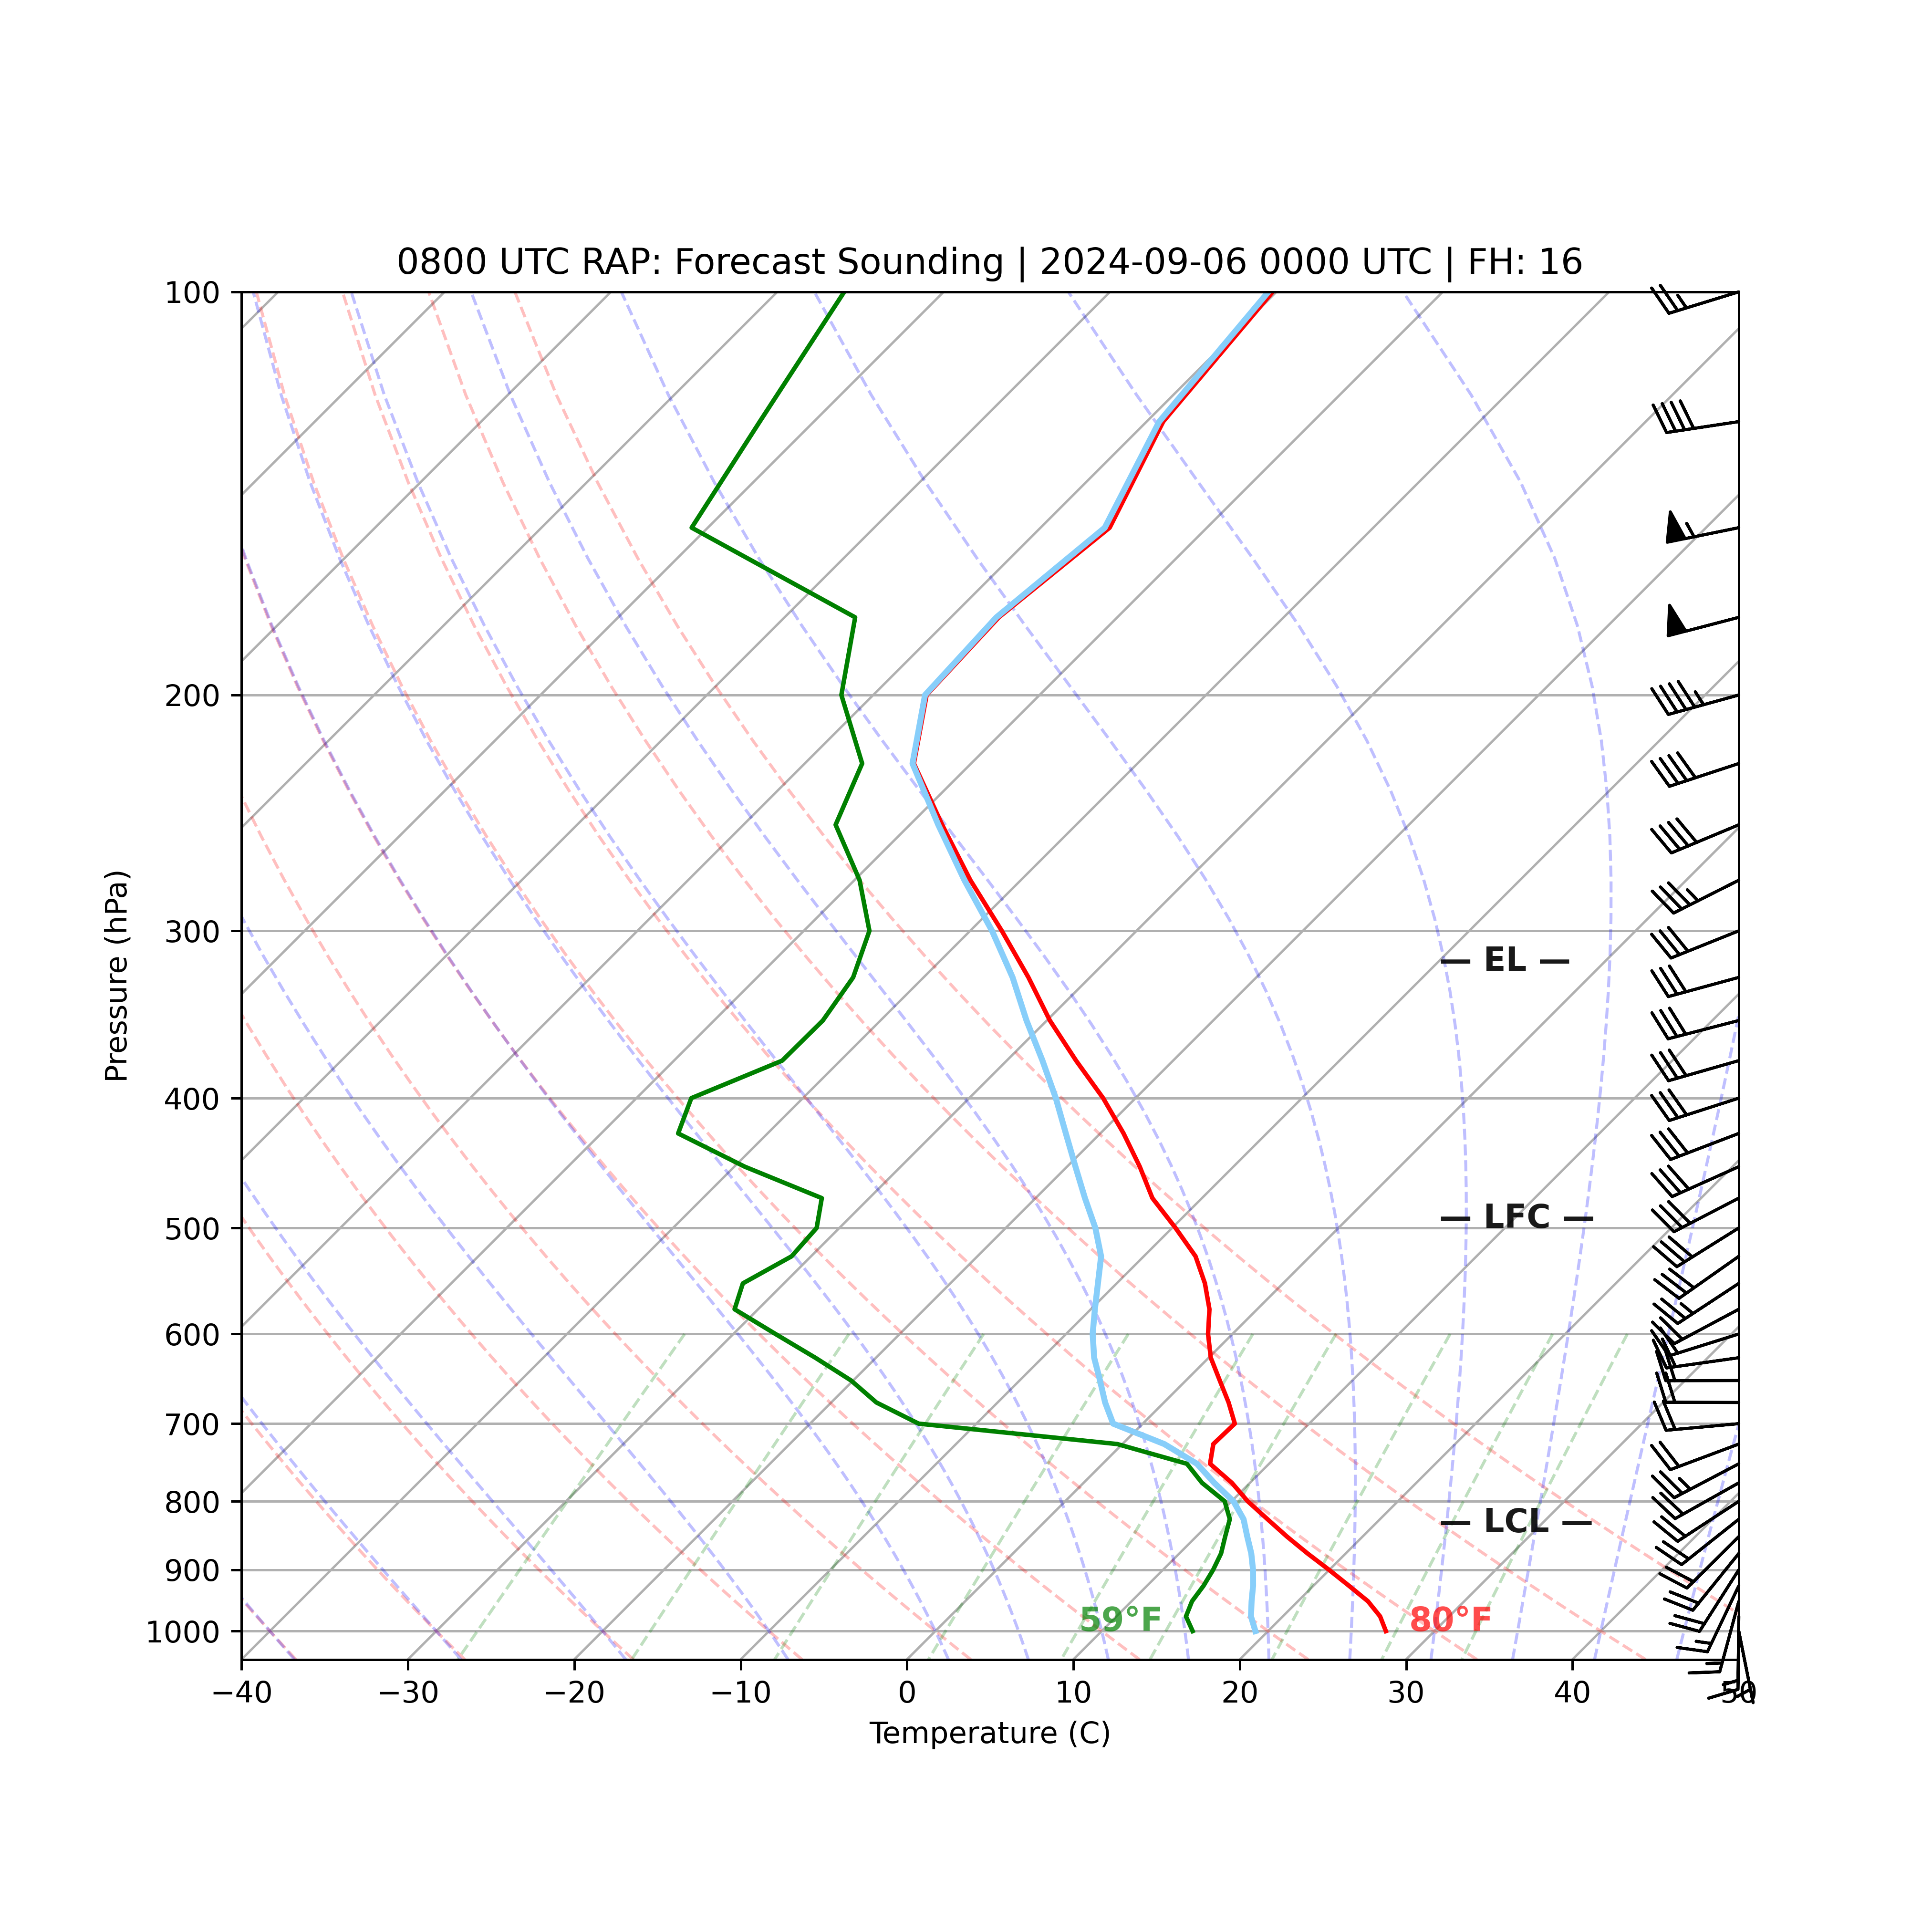 0800 UTC RAP: Forecast Sounding | 2024-09-06 0000 UTC | FH: 16
100
200
300
400
500
600
700
800
900
1000
Pressure (hPa)
— EL —
— LFC —
— LCL —
59°F
80°F
−40
−30
−20
−10
0
10
20
30
40
50
Temperature (C)